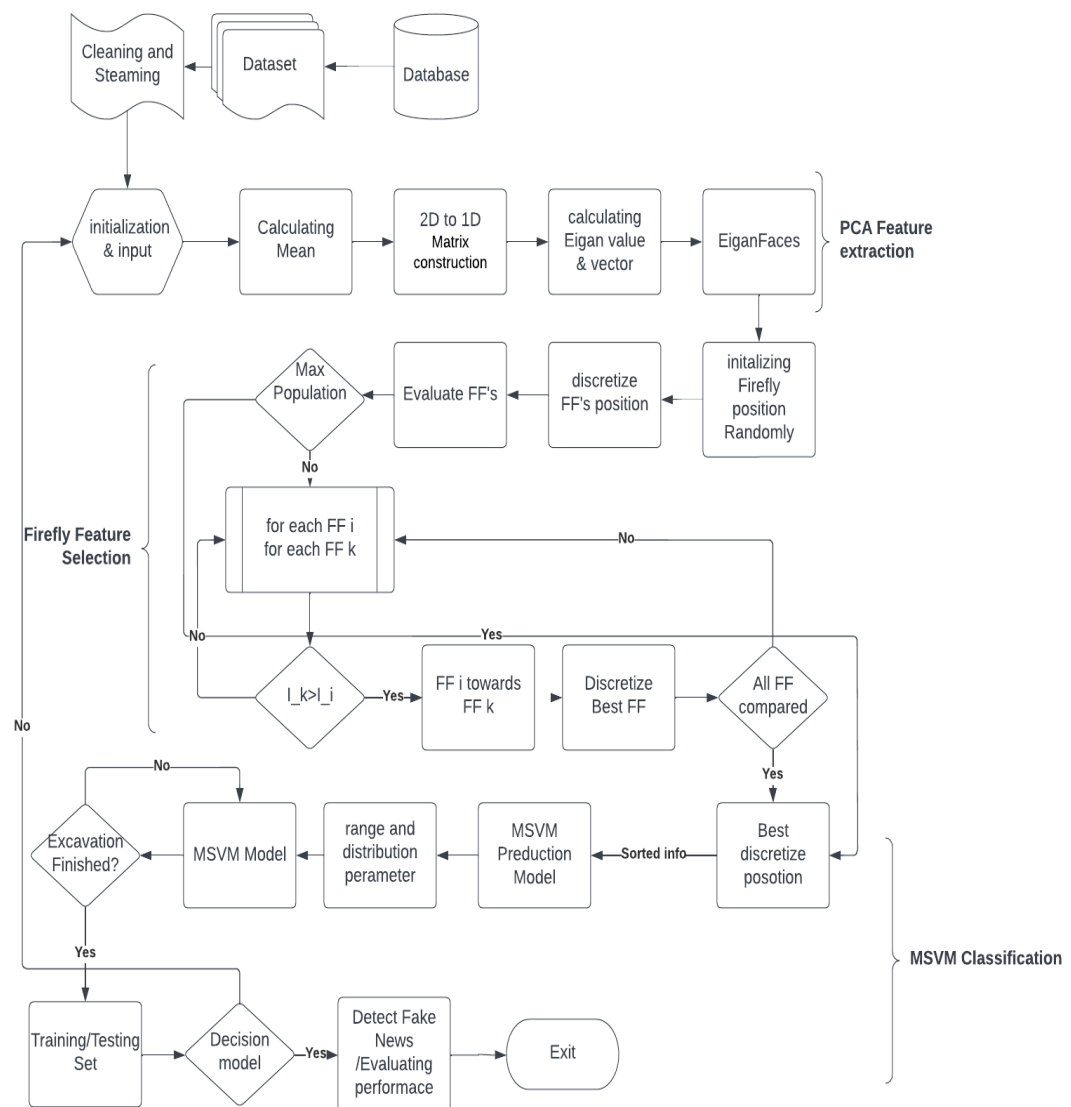 Cleaning and
Steaming
Dataset
Database
initialization
& input
Calculating
Mean
2D to 1D
Matrix
construction
calculating
Eigan value
& vector
EiganFaces
PCA Feature
extraction
Max
Population
Evaluate FF's
discretize
FF's position
initalizing
Firefly
position
Randomly
No
for each FF i
for each FF k
Firefly Feature
Selection
No
No
Yes
I_k>I_i
Yes
FF i towards
FF k
Discretize
Best FF
All FF
compared
No
Yes
No
Excavation
Finished?
MSVM Model
range and
distribution
perameter
MSVM
Preduction
Model
Sorted info
Best
discretize
posotion
Yes
MSVM Classification
Training/Testing
Set
Decision
model
Yes
Detect Fake
News
/Evaluating
performace
Exit